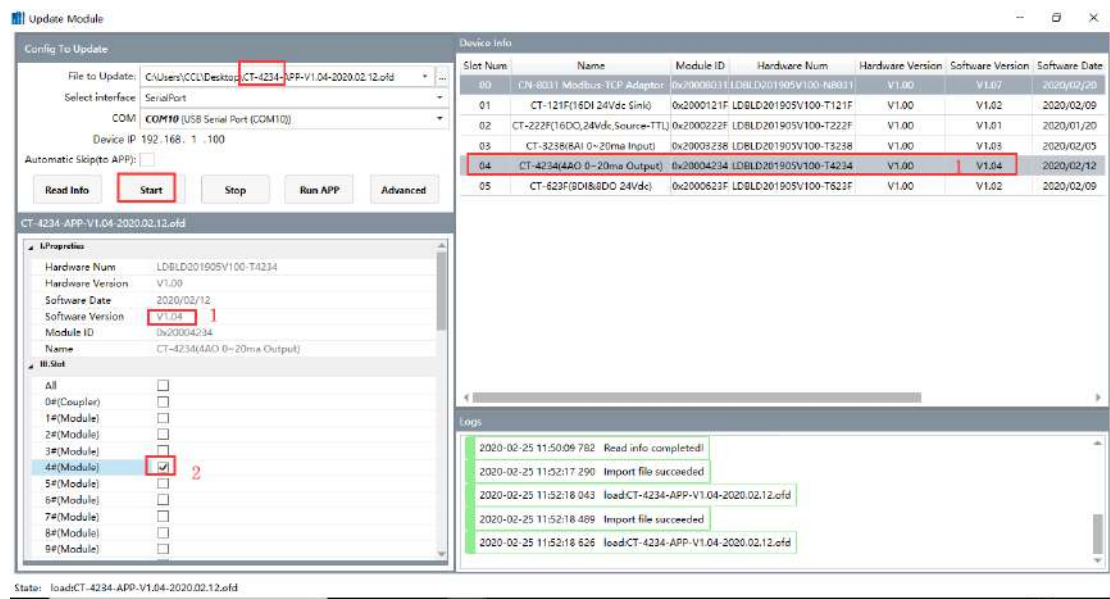 Update Module
Config To Update
File to Update: C:\Users\CCL\Desktop\CT-4234-APP-V1.04-2020.02.12.ofd ...
Select interface SerialPort
COM COM10 (USB Serial Port (COM10))
Device IP 192.168. 1 .100
Automatic Skip(to APP):
Read Info Start Stop Run APP Advanced
CT-4234-APP-V1.04-2020.02.12.ofd
I.Propreties
Hardware Num LDBLD201905V100-T4234
Hardware Version V1.00
Software Date 2020/02/12
Software Version V1.04 1
Module ID 0x20004234
Name CT-4234(4AO 0~20ma Output)
III.Slot
All
0#(Coupler)
1#(Module)
2#(Module)
3#(Module)
4#(Module) 2
5#(Module)
6#(Module)
7#(Module)
8#(Module)
9#(Module)
Device Info
Slot Num Name Module ID Hardware Num Hardware Version Software Version Software Date
00 CN-8031 Modbus TCP Adaptor 0x20008031 LDBLD201905V100-N8031 V1.00 V1.07 2020/02/20
01 CT-121F(16DI 24Vdc Sink) 0x2000121F LDBLD201905V100-T121F V1.00 V1.02 2020/02/09
02 CT-222F(16DO,24Vdc,Source-TTL) 0x2000222F LDBLD201905V100-T222F V1.00 V1.01 2020/01/20
03 CT-3238(8AI 0~20ma Input) 0x20003238 LDBLD201905V100-T3238 V1.00 V1.03 2020/02/05
04 CT-4234(4AO 0~20ma Output) 0x20004234 LDBLD201905V100-T4234 V1.00 1 V1.04 2020/02/12
05 CT-623F(8DI&8DO 24Vdc) 0x2000623F LDBLD201905V100-T623F V1.00 V1.02 2020/02/09
Logs
2020-02-25 11:50:09 782 Read info completed!
2020-02-25 11:52:17 290 Import file succeeded
2020-02-25 11:52:18 043 load:CT-4234-APP-V1.04-2020.02.12.ofd
2020-02-25 11:52:18 489 Import file succeeded
2020-02-25 11:52:18 626 load:CT-4234-APP-V1.04-2020.02.12.ofd
State: load:CT-4234-APP-V1.04-2020.02.12.ofd